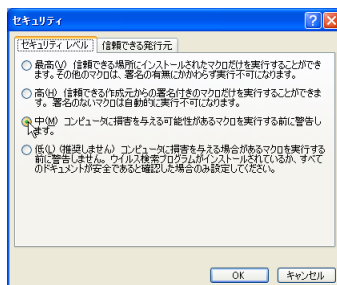 セキュリティ
セキュリティ レベル 信頼できる発行元
最高(V) 信頼できる場所にインストールされたマクロだけを実行することができ
ます。その他のマクロは、署名の有無にかかわらず実行不可になります。
高(H) 信頼できる作成元からの署名付きのマクロだけを実行することができま
す。署名のないマクロは自動的に実行不可になります。
中(M) コンピュータに損害を与える可能性があるマクロを実行する前に警告し
ます。
低(L) (推奨しません) コンピュータに損害を与える場合があるマクロを実行する
前に警告しません。ウイルス検索プログラムがインストールされているか、すべて
のドキュメントが安全であると確認した場合のみ設定してください。
OK キャンセル